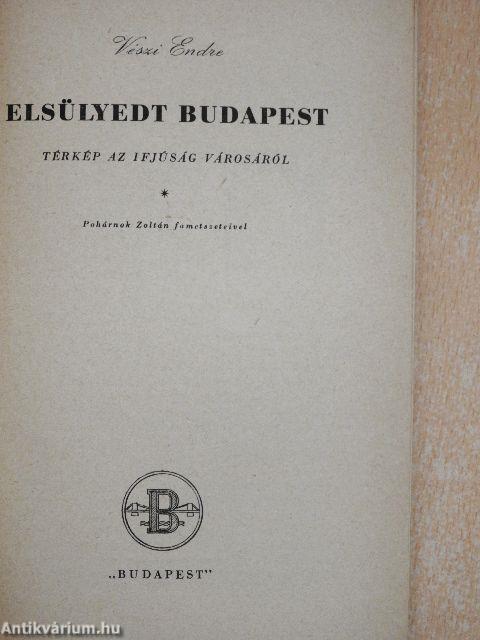 Vészi Endre
ELSÜLYEDT BUDAPEST
TÉRKÉP AZ IFJÚSÁG VÁROSÁRÓL
*
Pohárnok Zoltán fametszeteivel
B
„BUDAPEST"
Antikvárium.hu